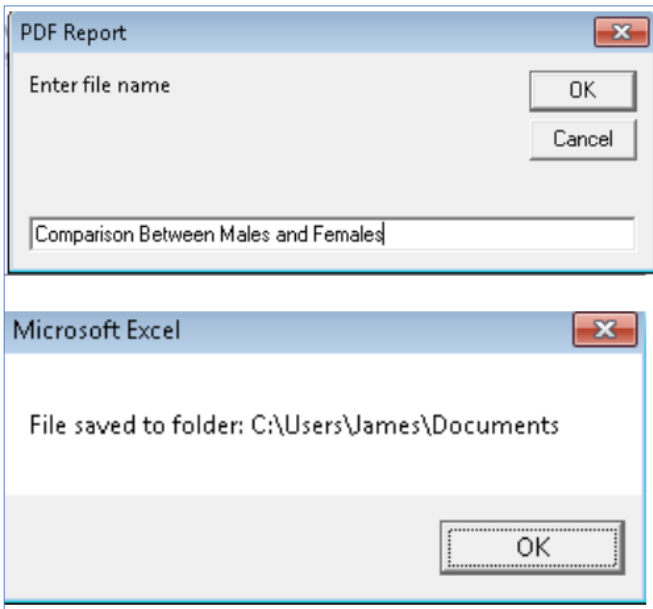 PDF Report
Enter file name
OK
Cancel
Comparison Between Males and Females
Microsoft Excel
File saved to folder: C:\Users\James\Documents
OK